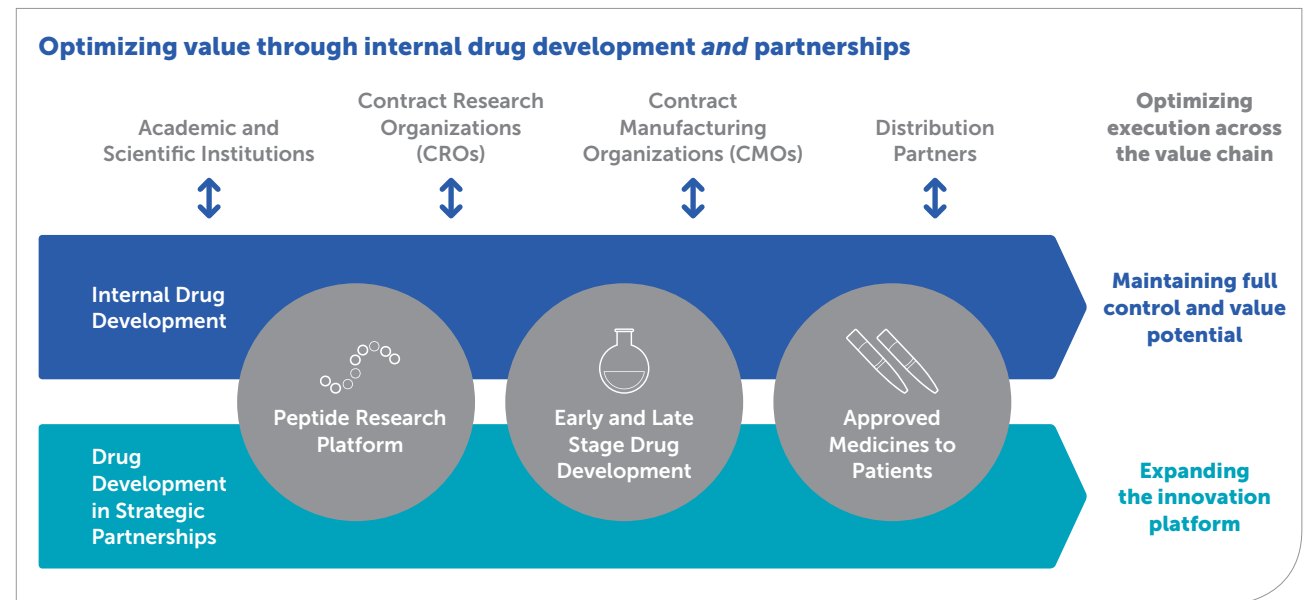 Optimizing value through internal drug development and partnerships
Academic and
Scientific Institutions
Contract Research
Organizations
(CROs)
Contract
Manufacturing
Organizations (CMOs)
Distribution
Partners
Optimizing
execution across
the value chain
Internal Drug
Development
Maintaining full
control and value
potential
Peptide Research
Platform
Early and Late
Stage Drug
Development
Approved
Medicines to
Patients
Drug
Development
in Strategic
Partnerships
Expanding
the innovation
platform